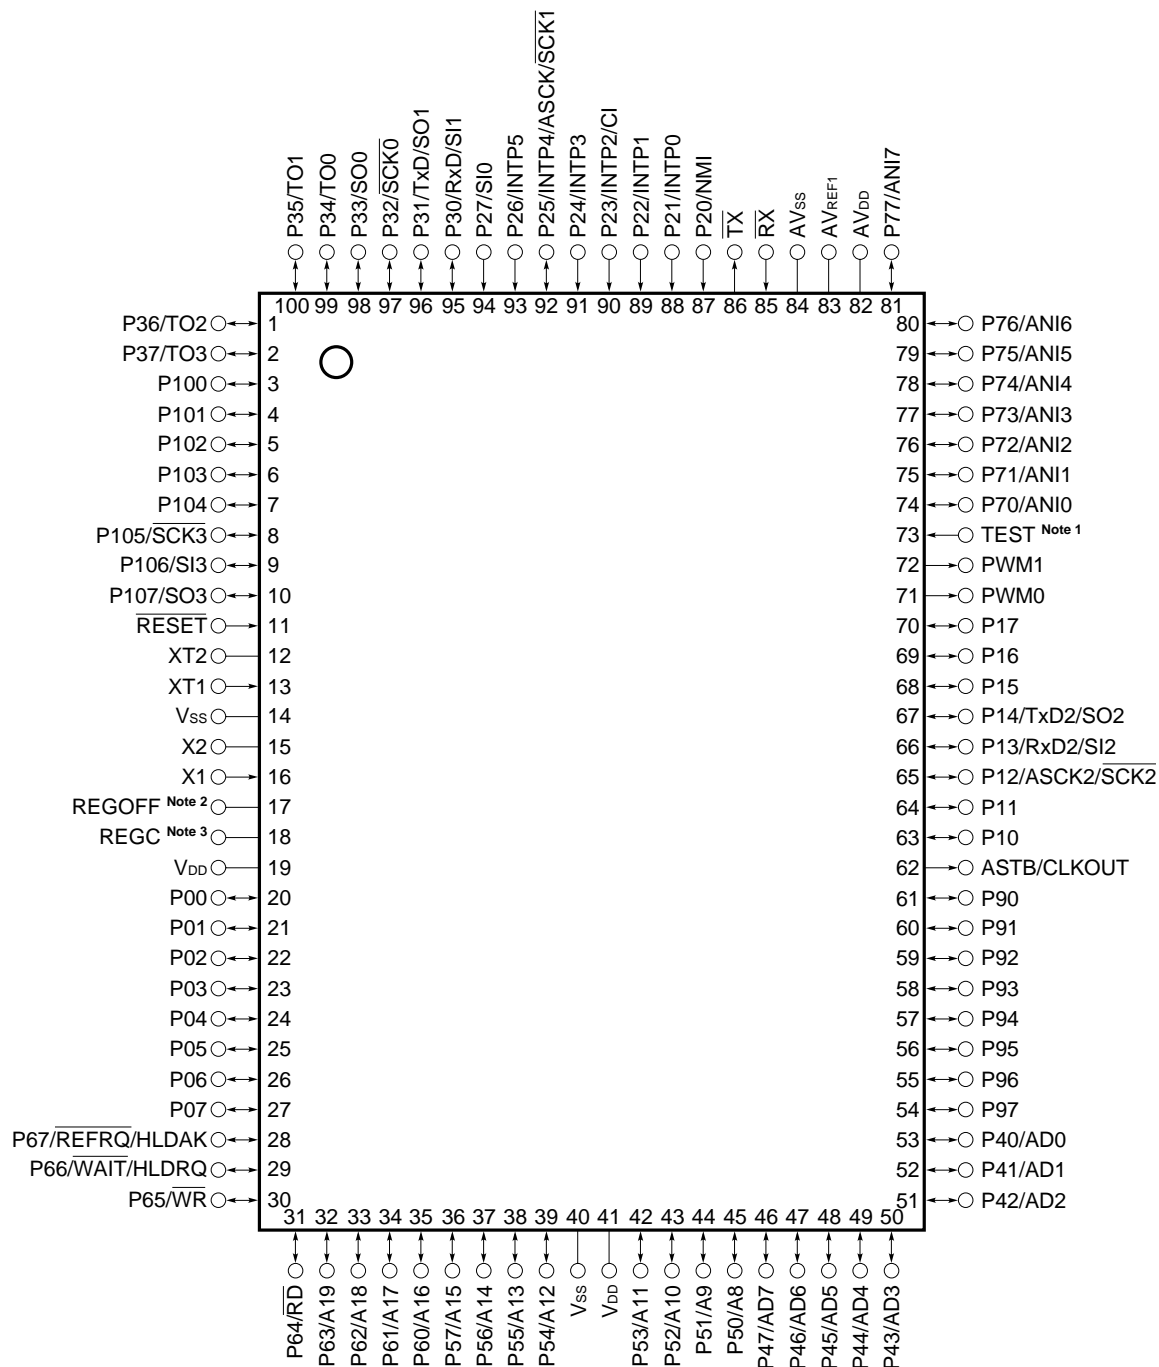 P35/TO1
P34/TO0
P33/SO0
P32/SCK0
P31/TxD/SO1
P30/RxD/SI1
P27/SI0
P26/INTP5
P25/INTP4/ASCK/SCK1
P24/INTP3
P23/INTP2/CI
P22/INTP1
P21/INTP0
P20/NMI
TX
RX
AVSS
AVREF1
AVDD
P77/ANI7
100 99 98 97 96 95 94 93 92 91 90 89 88 87 86 85 84 83 82 81
P36/TO2 1 80 P76/ANI6
P37/TO3 2 79 P75/ANI5
P100 3 78 P74/ANI4
P101 4 77 P73/ANI3
P102 5 76 P72/ANI2
P103 6 75 P71/ANI1
P104 7 74 P70/ANI0
P105/SCK3 8 73 TEST Note 1
P106/SI3 9 72 PWM1
P107/SO3 10 71 PWM0
RESET 11 70 P17
XT2 12 69 P16
XT1 13 68 P15
VSS 14 67 P14/TxD2/SO2
X2 15 66 P13/RxD2/SI2
X1 16 65 P12/ASCK2/SCK2
REGOFF Note 2 17 64 P11
REGC Note 3 18 63 P10
VDD 19 62 ASTB/CLKOUT
P00 20 61 P90
P01 21 60 P91
P02 22 59 P92
P03 23 58 P93
P04 24 57 P94
P05 25 56 P95
P06 26 55 P96
P07 27 54 P97
P67/REFRQ/HLDAK 28 53 P40/AD0
P66/WAIT/HLDRQ 29 52 P41/AD1
P65/WR 30 51 P42/AD2
31 32 33 34 35 36 37 38 39 40 41 42 43 44 45 46 47 48 49 50
P64/RD
P63/A19
P62/A18
P61/A17
P60/A16
P57/A15
P56/A14
P55/A13
P54/A12
VSS
VDD
P53/A11
P52/A10
P51/A9
P50/A8
P47/AD7
P46/AD6
P45/AD5
P44/AD4
P43/AD3